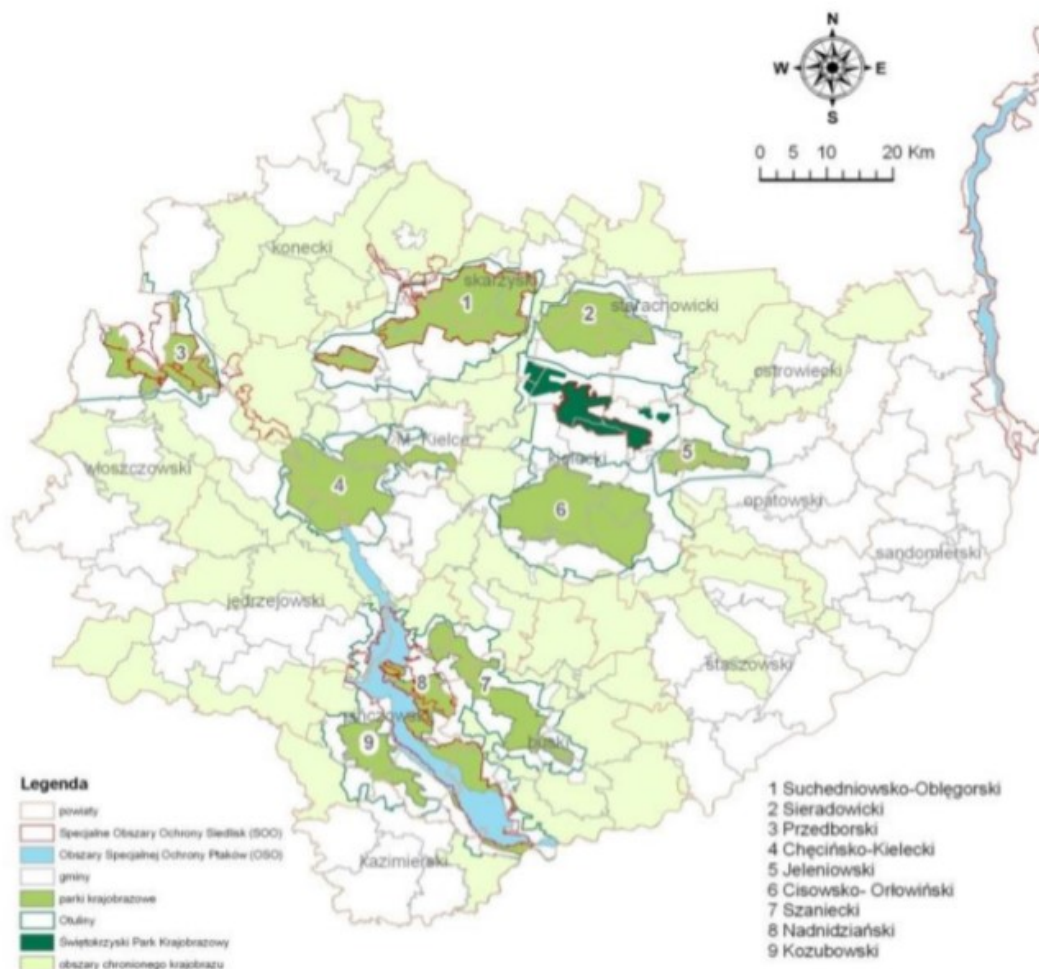 N
W E
S
0 5 10 20 Km
konecki
skarżyski
1
starachowicki
2
3
ostrowiecki
M. Kielce
włoszczowski
kielecki
5
4
6
opatowski
sandomierski
jędrzejowski
staszowski
8
7
pińczowski
9
buski
kazimierski
Legenda
powiaty
Specjalne Obszary Ochrony Siedlisk (SOO)
Obszary Specjalnej Ochrony Ptaków (OSO)
gminy
parki krajobrazowe
Otuliny
Świętokrzyski Park Krajobrazowy
obszary chronionego krajobrazu
1 Suchedniowsko-Oblęgorski
2 Sieradowicki
3 Przedborski
4 Chęcińsko-Kielecki
5 Jeleniowski
6 Cisowsko- Orłowiński
7 Szaniecki
8 Nadnidziański
9 Kozubowski